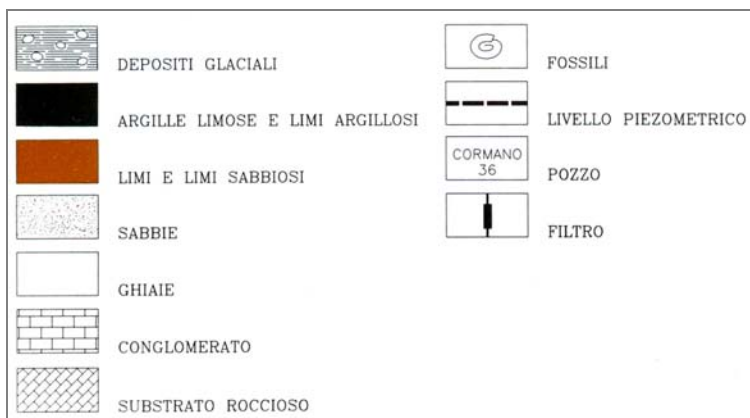 DEPOSITI GLACIALI
ARGILLE LIMOSE E LIMI ARGILLOSI
LIMI E LIMI SABBIOSI
SABBIE
GHIAIE
CONGLOMERATO
SUBSTRATO ROCCIOSO
FOSSILI
LIVELLO PIEZOMETRICO
CORMANO
36
POZZO
FILTRO